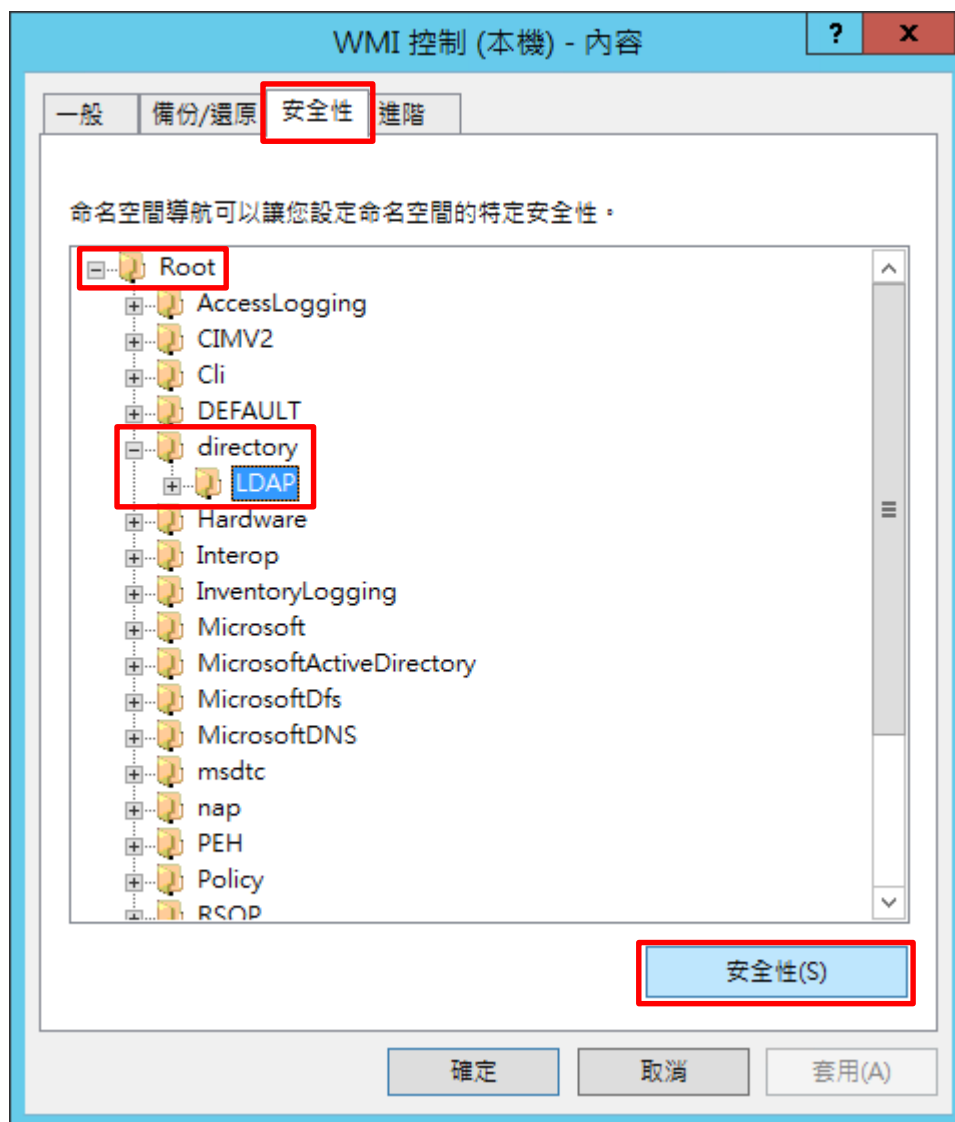 WMI 控制 (本機) - 內容
?
x
一般
備份/還原
安全性
進階
命名空間導航可以讓您設定命名空間的特定安全性。
Root
AccessLogging
CIMV2
Cli
DEFAULT
directory
LDAP
Hardware
Interop
InventoryLogging
Microsoft
MicrosoftActiveDirectory
MicrosoftDfs
MicrosoftDNS
msdtc
nap
PEH
Policy
RSOP
安全性(S)
確定
取消
套用(A)